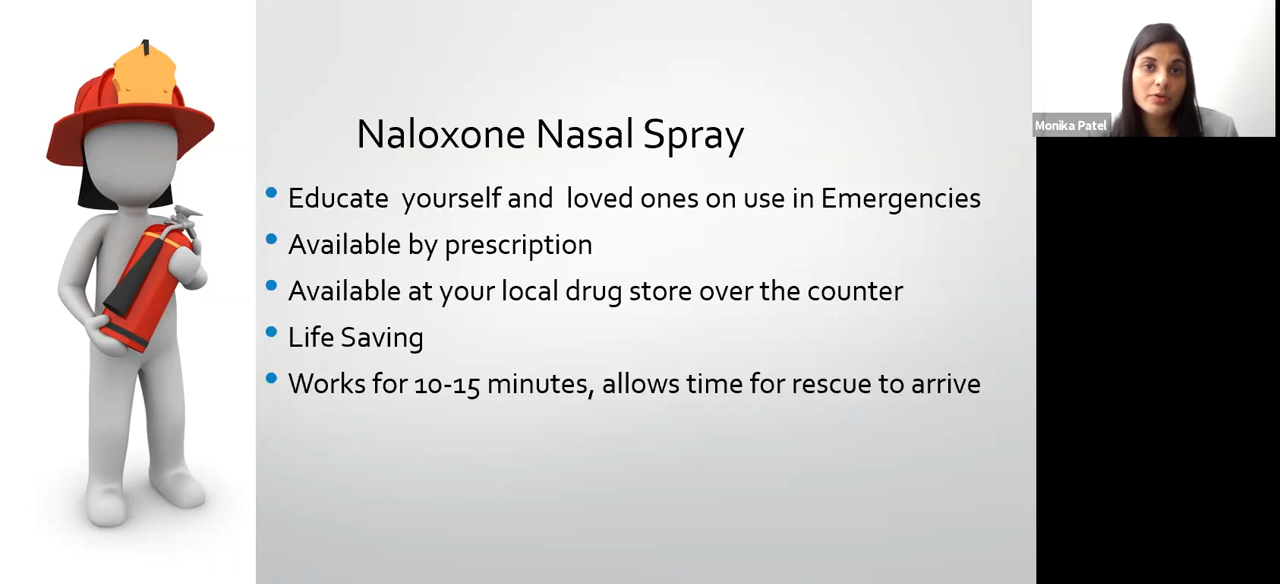 Naloxone Nasal Spray
Educate yourself and loved ones on use in Emergencies
Available by prescription
Available at your local drug store over the counter
Life Saving
Works for 10-15 minutes, allows time for rescue to arrive
Monika Patel